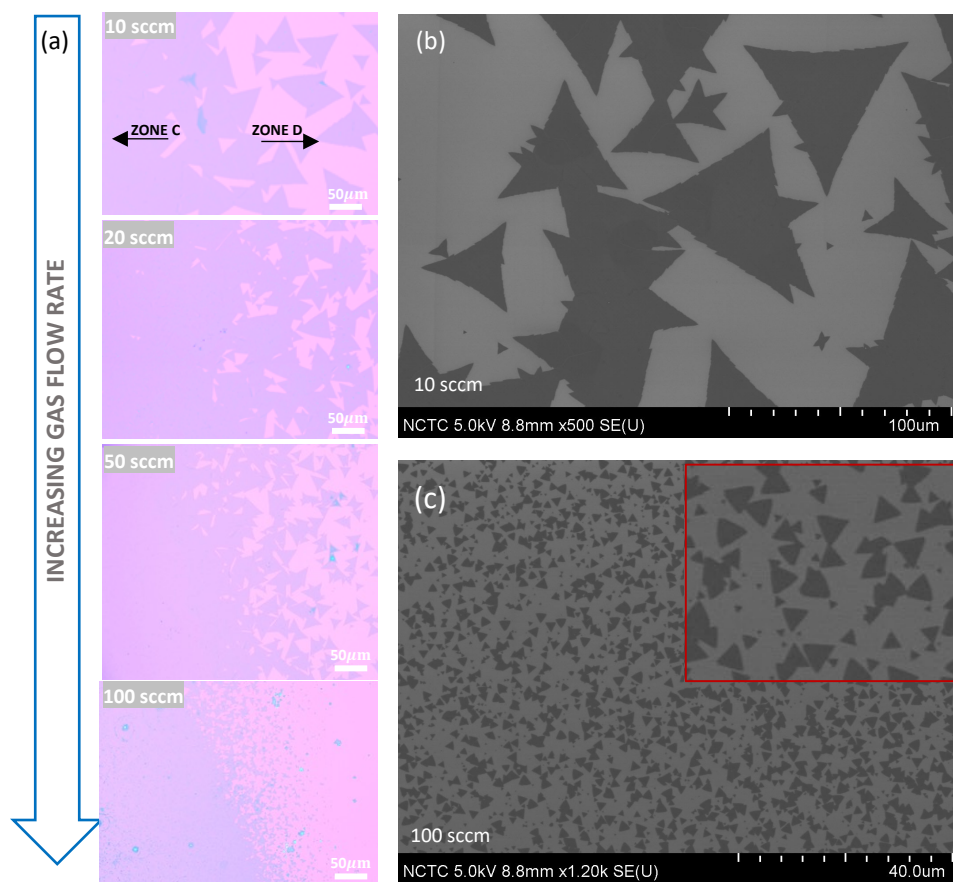 INCREASING GAS FLOW RATE
(a)
10 sccm
ZONE C
ZONE D
50μm
20 sccm
50μm
50 sccm
50μm
100 sccm
50μm
(b)
10 sccm
NCTC 5.0kV 8.8mm x500 SE(U)
100um
(c)
100 sccm
NCTC 5.0kV 8.8mm x1.20k SE(U)
40.0um